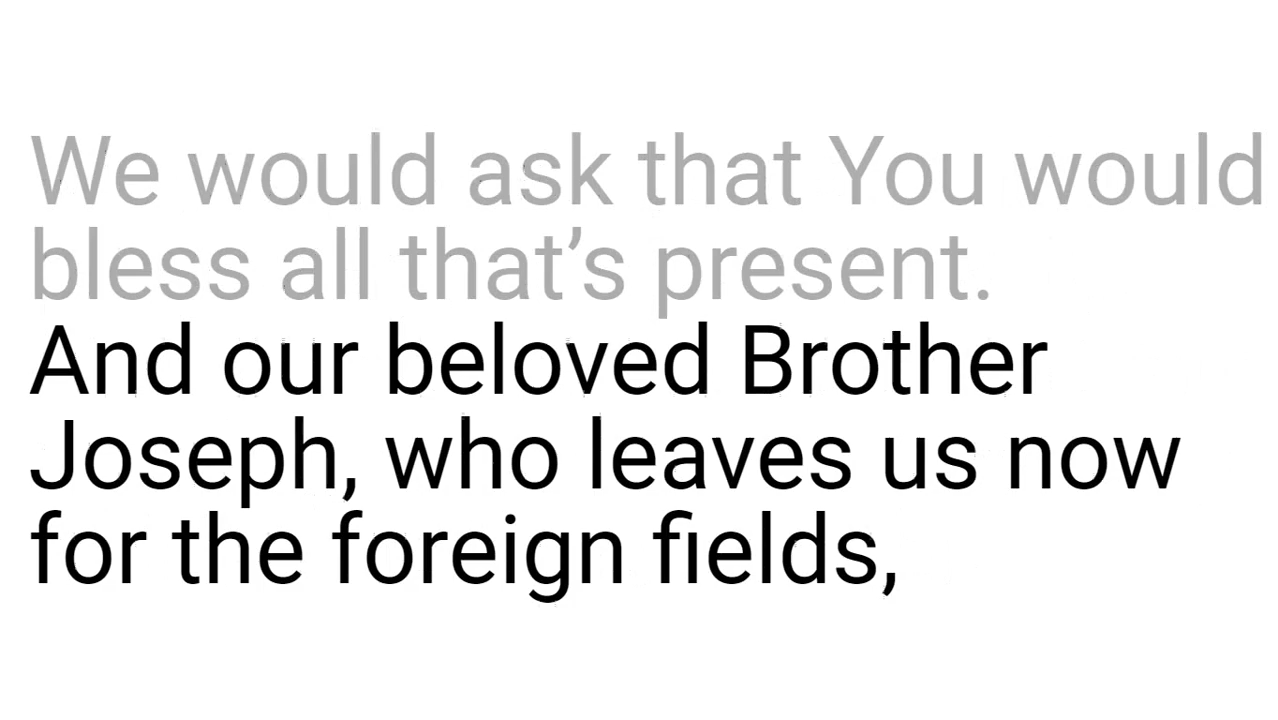 We would ask that You would
bless all that’s present.
And our beloved Brother
Joseph, who leaves us now
for the foreign fields,